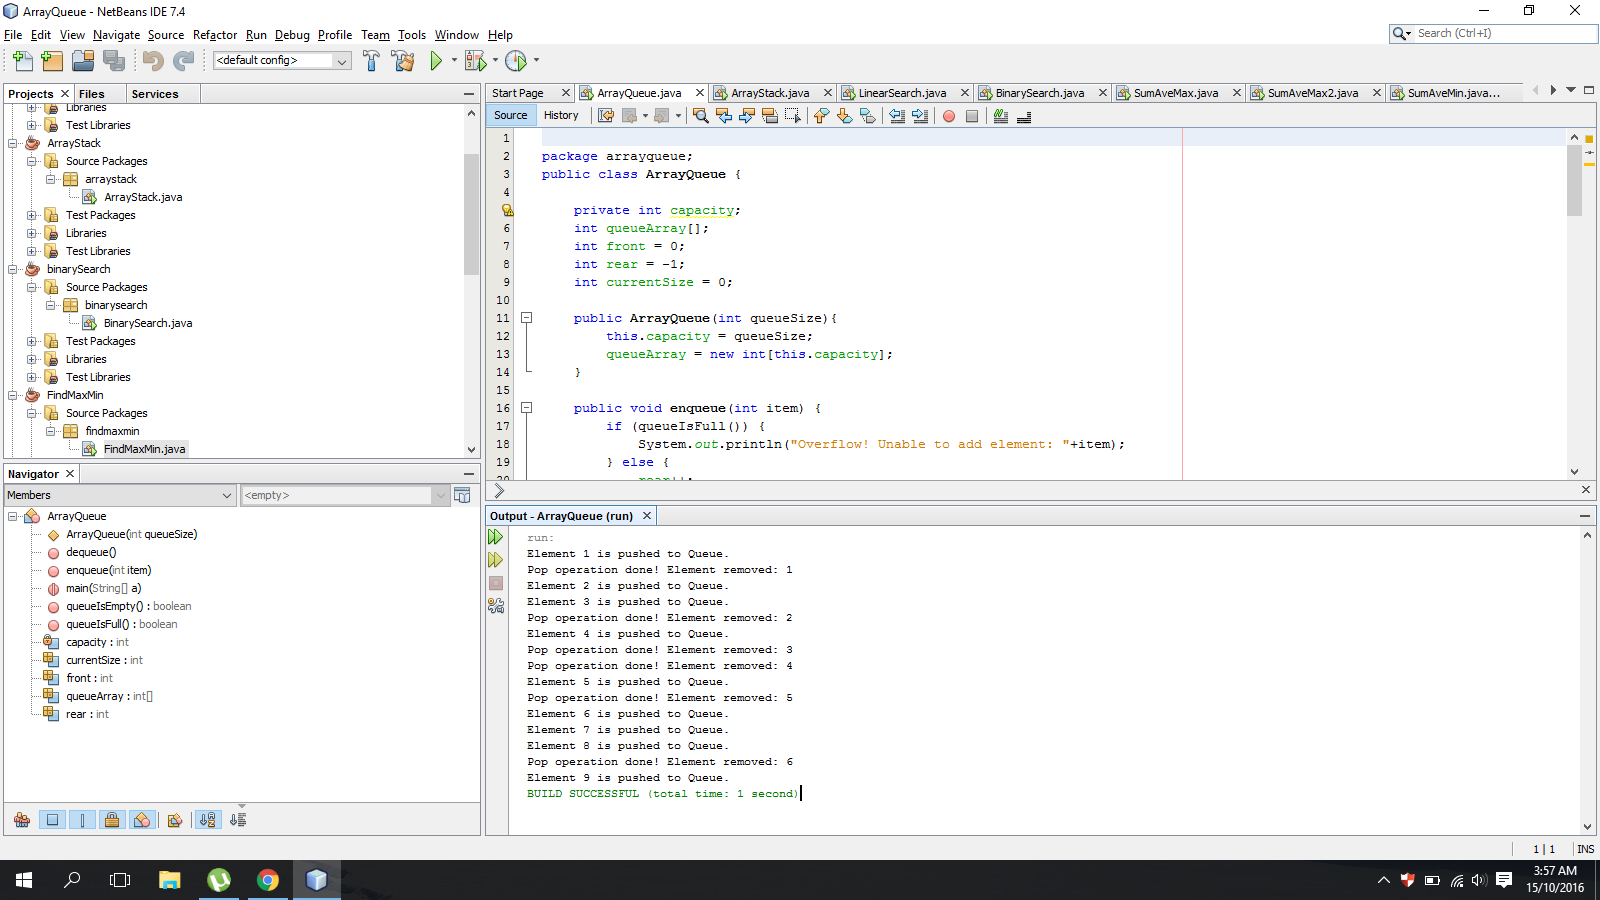 ArrayQueue - NetBeans IDE 7.4
File Edit View Navigate Source Refactor Run Debug Profile Team Tools Window Help
Search (Ctrl+I)
<default config>
Projects Files Services
Libraries
Test Libraries
ArrayStack
Source Packages
arraystack
ArrayStack.java
Test Packages
Libraries
Test Libraries
binarySearch
Source Packages
binarysearch
BinarySearch.java
Test Packages
Libraries
Test Libraries
FindMaxMin
Source Packages
findmaxmin
FindMaxMin.java
Navigator
Members <empty>
ArrayQueue
ArrayQueue(int queueSize)
dequeue()
enqueue(int item)
main(String[] a)
queueIsEmpty() : boolean
queueIsFull() : boolean
capacity : int
currentSize : int
front : int
queueArray : int[]
rear : int
Start Page ArrayQueue.java ArrayStack.java LinearSearch.java BinarySearch.java SumAveMax.java SumAveMax2.java SumAveMin.java...
Source History
1
2 package arrayqueue;
3 public class ArrayQueue {
4
private int capacity;
6 int queueArray[];
7 int front = 0;
8 int rear = -1;
9 int currentSize = 0;
10
11 public ArrayQueue(int queueSize){
12 this.capacity = queueSize;
13 queueArray = new int[this.capacity];
14 }
15
16 public void enqueue(int item) {
17 if (queueIsFull()) {
18 System.out.println("Overflow! Unable to add element: "+item);
19 } else {
20 rear++;
Output - ArrayQueue (run)
run:
Element 1 is pushed to Queue.
Pop operation done! Element removed: 1
Element 2 is pushed to Queue.
Element 3 is pushed to Queue.
Pop operation done! Element removed: 2
Element 4 is pushed to Queue.
Pop operation done! Element removed: 3
Pop operation done! Element removed: 4
Element 5 is pushed to Queue.
Pop operation done! Element removed: 5
Element 6 is pushed to Queue.
Element 7 is pushed to Queue.
Element 8 is pushed to Queue.
Pop operation done! Element removed: 6
Element 9 is pushed to Queue.
BUILD SUCCESSFUL (total time: 1 second)
1 | 1 INS
3:57 AM
15/10/2016